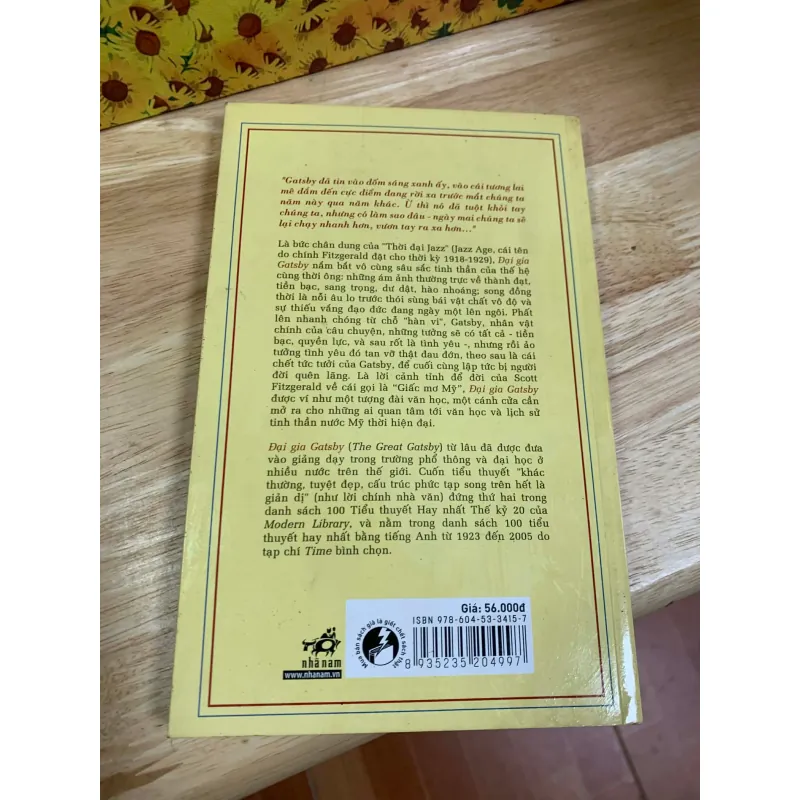 "Gatsby đã tin vào đốm sáng xanh ấy, vào cái tương lai
mê đắm đến cực điểm đang rời xa trước mắt chúng ta
năm này qua năm khác. Ừ thì nó đã tuột khỏi tay
chúng ta, nhưng có làm sao đâu - ngày mai chúng ta sẽ
lại chạy nhanh hơn, vươn tay ra xa hơn..."
Là bức chân dung của "Thời đại Jazz" (Jazz Age, cái tên
do chính Fitzgerald đặt cho thời kỳ 1918-1929), Đại gia
Gatsby nắm bắt vô cùng sâu sắc tinh thần của thế hệ
cùng thời ông: những ám ảnh thường trực về thành đạt,
tiền bạc, sang trọng, dư dật, hào nhoáng; song đồng
thời là nỗi âu lo trước thói sùng bái vật chất vô độ và
sự thiếu vắng đạo đức đang ngày một lên ngôi. Phất
lên nhanh chóng từ chỗ "hàn vi", Gatsby, nhân vật
chính của câu chuyện, những tưởng sẽ có tất cả - tiền
bạc, quyền lực, và sau rốt là tình yêu -, nhưng rồi ảo
tưởng tình yêu đó tan vỡ thật đau đớn, theo sau là cái
chết tức tưởi của Gatsby, để cuối cùng lập tức bị người
đời quên lãng. Là lời cảnh tỉnh để đời của Scott
Fitzgerald về cái gọi là "Giấc mơ Mỹ", Đại gia Gatsby
được ví như một tượng đài văn học, một cánh cửa cần
mở ra cho những ai quan tâm tới văn học và lịch sử
tinh thần nước Mỹ thời hiện đại.
Đại gia Gatsby (The Great Gatsby) từ lâu đã được đưa
vào giảng dạy trong trường phổ thông và đại học ở
nhiều nước trên thế giới. Cuốn tiểu thuyết "khác
thường, tuyệt đẹp, cấu trúc phức tạp song trên hết là
giản dị" (như lời chính nhà văn) đứng thứ hai trong
danh sách 100 Tiểu thuyết Hay nhất Thế kỷ 20 của
Modern Library, và nằm trong danh sách 100 tiểu
thuyết hay nhất bằng tiếng Anh từ 1923 đến 2005 do
tạp chí Time bình chọn.
Giá: 56.000đ
ISBN 978-604-53-3415-7
8 935235 204997
Mua bán sách giả là giết chết sách thật
nhã nam
www.nhanam.vn